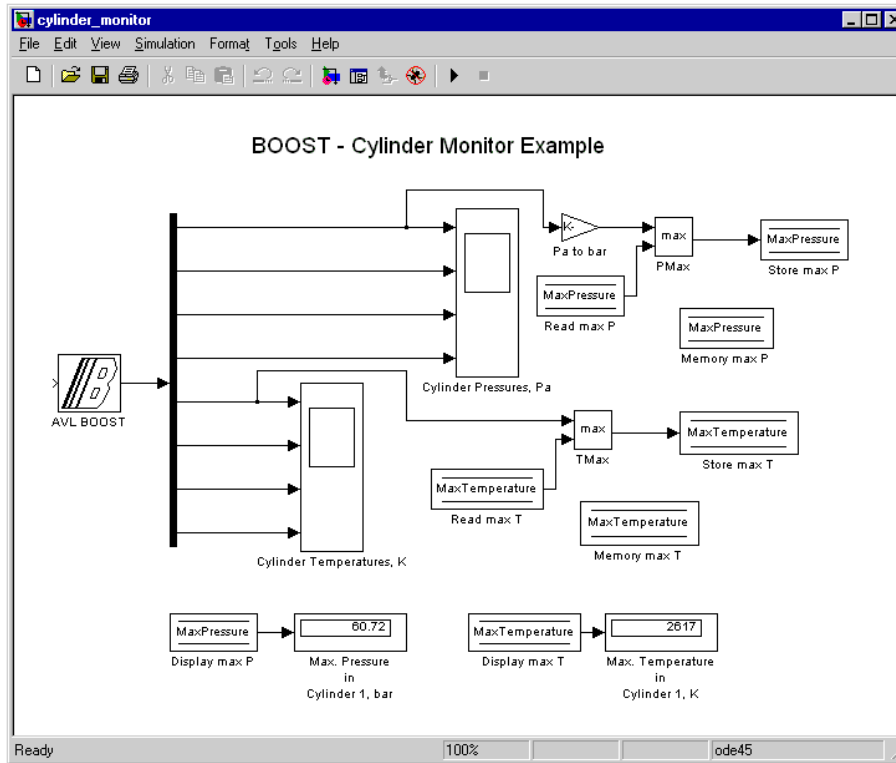 cylinder_monitor
File Edit View Simulation Format Tools Help
BOOST - Cylinder Monitor Example
K-
Pa to bar
max
PMax
MaxPressure
Store max P
MaxPressure
Read max P
MaxPressure
Memory max P
Cylinder Pressures, Pa
AVL BOOST
max
TMax
MaxTemperature
Store max T
MaxTemperature
Read max T
MaxTemperature
Memory max T
Cylinder Temperatures, K
MaxPressure
Display max P
60.72
Max. Pressure
in
Cylinder 1, bar
MaxTemperature
Display max T
2617
Max. Temperature
in
Cylinder 1, K
Ready 100% ode45